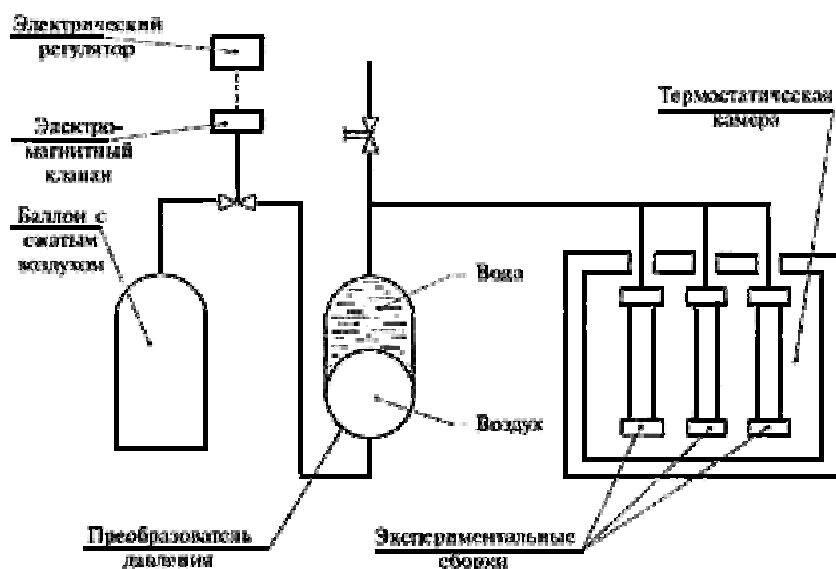 Электрический
регулятор
Электро-
магнитный
клапан
Баллон с
сжатым
воздухом
Термостатическая
камера
Вода
Воздух
Преобразователь
давления
Экспериментальные
сборки